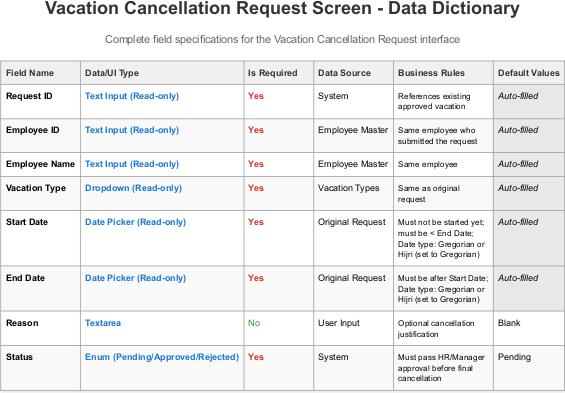 Vacation Cancellation Request Screen - Data Dictionary
Complete field specifications for the Vacation Cancellation Request interface
Field Name Data/UI Type Is Required Data Source Business Rules Default Values
Request ID Text Input (Read-only) Yes System References existing approved vacation Auto-filled
Employee ID Text Input (Read-only) Yes Employee Master Same employee who submitted the request Auto-filled
Employee Name Text Input (Read-only) Yes Employee Master Same employee Auto-filled
Vacation Type Dropdown (Read-only) Yes Vacation Types Same as original request Auto-filled
Start Date Date Picker (Read-only) Yes Original Request Must not be started yet; must be < End Date; Date type: Gregorian or Hijri (set to Gregorian) Auto-filled
End Date Date Picker (Read-only) Yes Original Request Must be after Start Date; Date type: Gregorian or Hijri (set to Gregorian) Auto-filled
Reason Textarea No User Input Optional cancellation justification Blank
Status Enum (Pending/Approved/Rejected) Yes System Must pass HR/Manager approval before final cancellation Pending